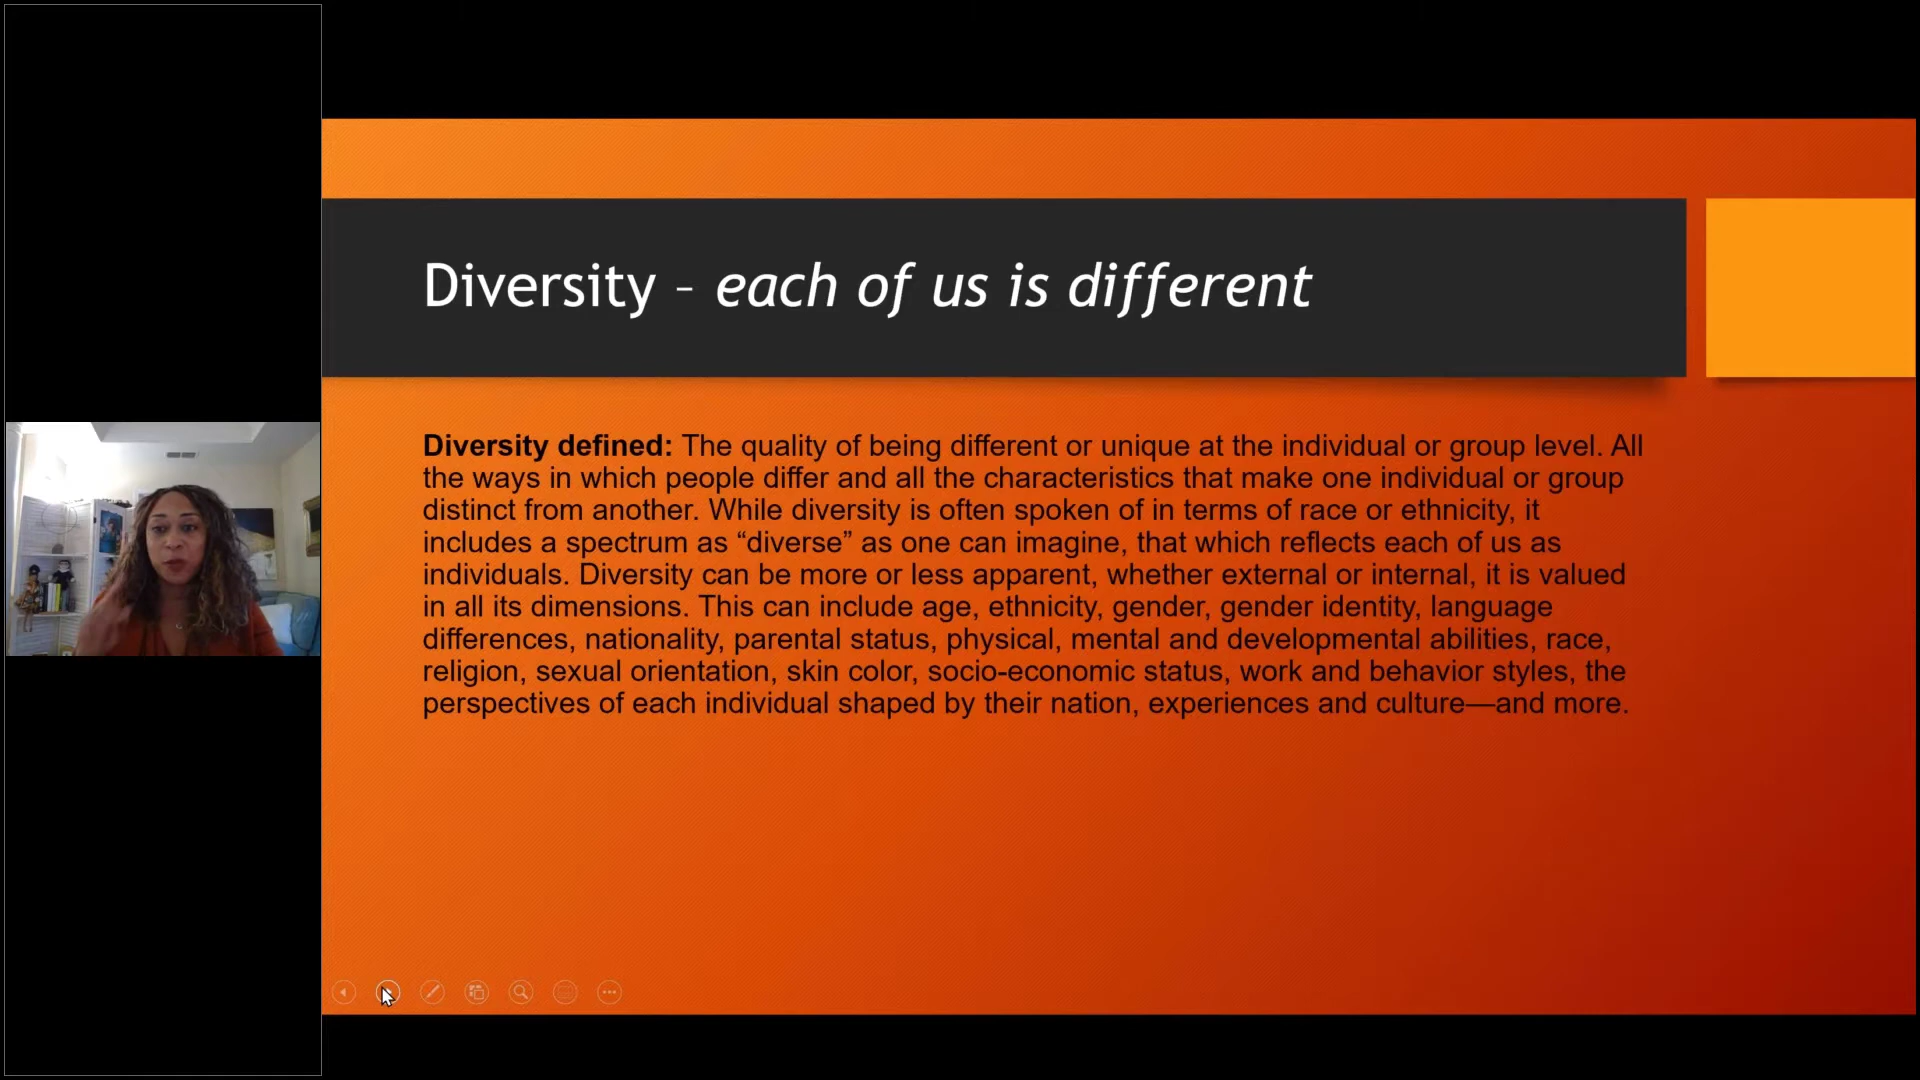 Diversity – each of us is different
Diversity defined: The quality of being different or unique at the individual or group level. All
the ways in which people differ and all the characteristics that make one individual or group
distinct from another. While diversity is often spoken of in terms of race or ethnicity, it
includes a spectrum as “diverse” as one can imagine, that which reflects each of us as
individuals. Diversity can be more or less apparent, whether external or internal, it is valued
in all its dimensions. This can include age, ethnicity, gender, gender identity, language
differences, nationality, parental status, physical, mental and developmental abilities, race,
religion, sexual orientation, skin color, socio-economic status, work and behavior styles, the
perspectives of each individual shaped by their nation, experiences and culture—and more.